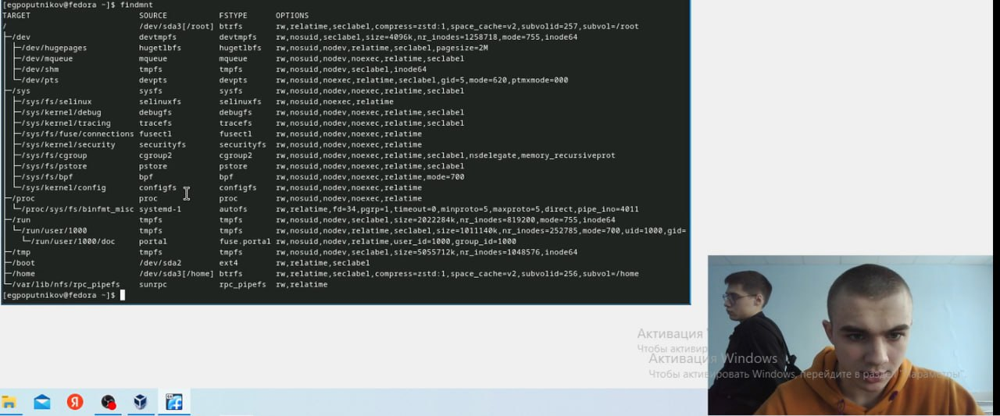 [egpoputnikov@fedora ~]$ findmnt
TARGET SOURCE FSTYPE OPTIONS
/ /dev/sda3[/root] btrfs rw,relatime,seclabel,compress=zstd:1,space_cache=v2,subvolid=257,subvol=/root
├─/dev devtmpfs devtmpfs rw,nosuid,seclabel,size=4096k,nr_inodes=1258718,mode=755,inode64
│ ├─/dev/hugepages hugetlbfs hugetlbfs rw,nosuid,nodev,relatime,seclabel,pagesize=2M
│ ├─/dev/mqueue mqueue mqueue rw,nosuid,nodev,noexec,relatime,seclabel
│ ├─/dev/shm tmpfs tmpfs rw,nosuid,nodev,seclabel,inode64
│ └─/dev/pts devpts devpts rw,nosuid,noexec,relatime,seclabel,gid=5,mode=620,ptmxmode=000
├─/sys sysfs sysfs rw,nosuid,nodev,noexec,relatime,seclabel
│ ├─/sys/fs/selinux selinuxfs selinuxfs rw,nosuid,noexec,relatime
│ ├─/sys/kernel/debug debugfs debugfs rw,nosuid,nodev,noexec,relatime,seclabel
│ ├─/sys/kernel/tracing tracefs tracefs rw,nosuid,nodev,noexec,relatime,seclabel
│ ├─/sys/fs/fuse/connections fusectl fusectl rw,nosuid,nodev,noexec,relatime
│ ├─/sys/kernel/security securityfs securityfs rw,nosuid,nodev,noexec,relatime
│ ├─/sys/fs/cgroup cgroup2 cgroup2 rw,nosuid,nodev,noexec,relatime,seclabel,nsdelegate,memory_recursiveprot
│ ├─/sys/fs/pstore pstore pstore rw,nosuid,nodev,noexec,relatime,seclabel
│ ├─/sys/fs/bpf bpf bpf rw,nosuid,nodev,noexec,relatime,mode=700
│ └─/sys/kernel/config configfs configfs rw,nosuid,nodev,noexec,relatime
├─/proc proc proc rw,nosuid,nodev,noexec,relatime
│ └─/proc/sys/fs/binfmt_misc systemd-1 autofs rw,relatime,fd=34,pgrp=1,timeout=0,minproto=5,maxproto=5,direct,pipe_ino=4011
├─/run tmpfs tmpfs rw,nosuid,nodev,seclabel,size=2022284k,nr_inodes=819200,mode=755,inode64
│ └─/run/user/1000 tmpfs tmpfs rw,nosuid,nodev,relatime,seclabel,size=1011140k,nr_inodes=252785,mode=700,uid=1000,gid=
│ └─/run/user/1000/doc portal fuse.portal rw,nosuid,nodev,relatime,user_id=1000,group_id=1000
├─/tmp tmpfs tmpfs rw,nosuid,nodev,seclabel,size=5055712k,nr_inodes=1048576,inode64
├─/boot /dev/sda2 ext4 rw,relatime,seclabel
├─/home /dev/sda3[/home] btrfs rw,relatime,seclabel,compress=zstd:1,space_cache=v2,subvolid=256,subvol=/home
└─/var/lib/nfs/rpc_pipefs sunrpc rpc_pipefs rw,relatime
[egpoputnikov@fedora ~]$
Активация
Чтобы активир
Активация Windows
Чтобы активировать Windows, перейдите в раздел "Параметры".
Я